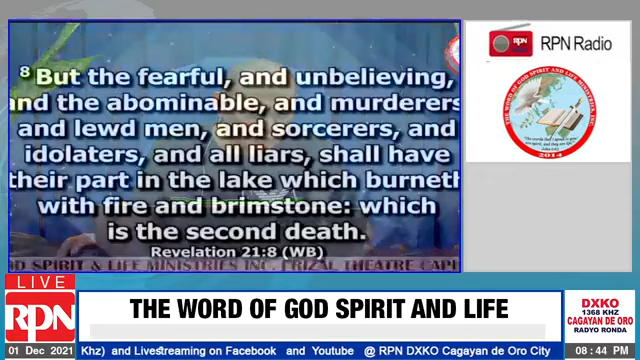 8 But the fearful, and unbelieving,
and the abominable, and murderers
and lewd men, and sorcerers, and
idolaters, and all liars, shall have
their part in the lake which burneth
with fire and brimstone: which
is the second death.
Revelation 21:8 (WB)
D SPIRIT & LIFE MINISTRIES INC. RIZAL THEATRE CAP
RPN
RPN Radio
THE WORD OF GOD SPIRIT AND LIFE MINISTRIES, INC.
2014
LIVE
RPN
01 Dec 2021
THE WORD OF GOD SPIRIT AND LIFE
Khz) and Livestreaming on Facebook and Youtube @ RPN DXKO Cagayan de Oro City
DXKO
1368 KHZ
CAGAYAN DE ORO
RADYO RONDA
08:44 PM